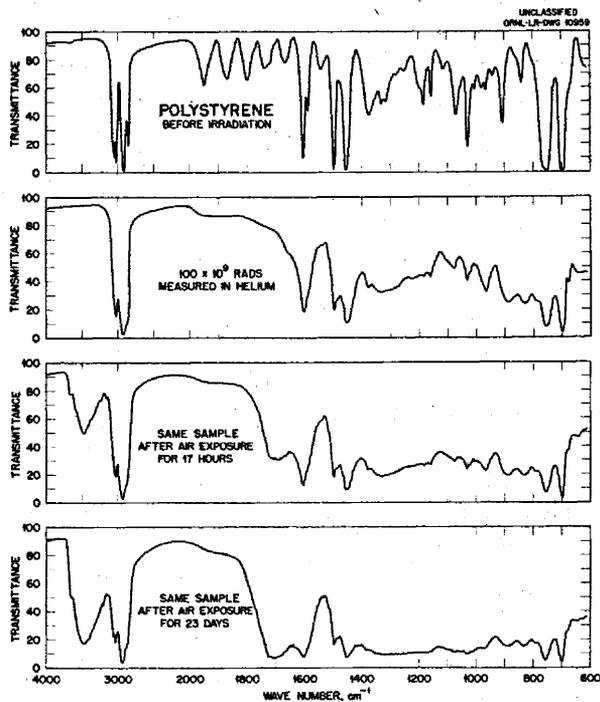 UNCLASSIFIED
ORNL-LR-DWG 10959
TRANSMITTANCE
100
80
60
40
20
0
POLYSTYRENE
BEFORE IRRADIATION
TRANSMITTANCE
100
80
60
40
20
0
100 × 10⁹ RADS
MEASURED IN HELIUM
TRANSMITTANCE
100
80
60
40
20
0
SAME SAMPLE
AFTER AIR EXPOSURE
FOR 17 HOURS
TRANSMITTANCE
100
80
60
40
20
0
SAME SAMPLE
AFTER AIR EXPOSURE
FOR 23 DAYS
4000 3000 2000 1800 1600 1400 1200 1000 800 600
WAVE NUMBER, cm⁻¹